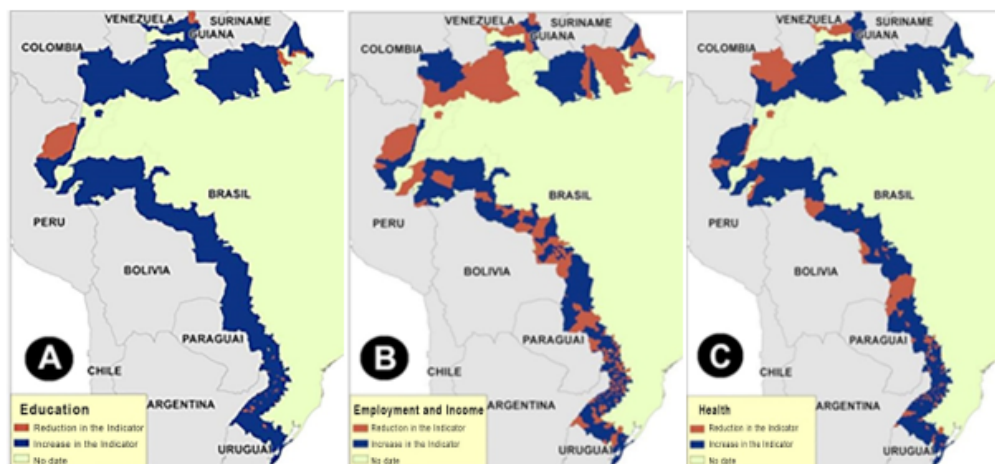 VENEZUELA
SURINAME
GUIANA
COLOMBIA
BRASIL
PERU
BOLIVIA
PARAGUAI
A
CHILE
ARGENTINA
URUGUAI
Education
Reduction in the Indicator
Increase in the Indicator
No date
VENEZUELA
SURINAME
GUIANA
COLOMBIA
BRASIL
PERU
BOLIVIA
PARAGUAI
B
CHILE
ARGENTINA
URUGUAI
Employment and Income
Reduction in the Indicator
Increase in the Indicator
No date
VENEZUELA
SURINAME
GUIANA
COLOMBIA
BRASIL
PERU
BOLIVIA
PARAGUAI
C
CHILE
ARGENTINA
URUGUAI
Health
Reduction in the Indicator
Increase in the Indicator
No date